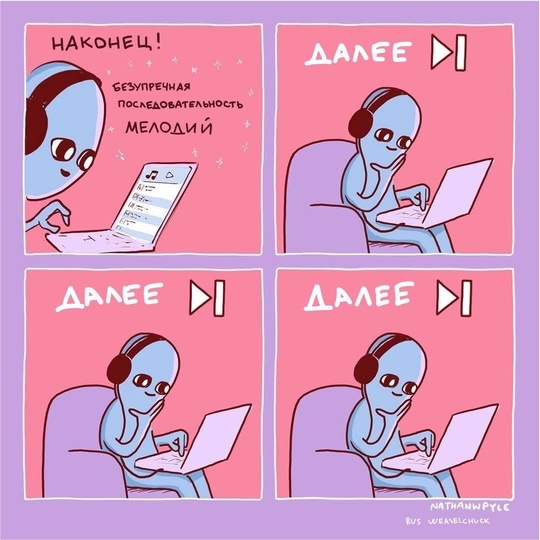 НАКОНЕЦ!
БЕЗУПРЕЧНАЯ
ПОСЛЕДОВАТЕЛЬНОСТЬ
МЕЛОДИЙ
ДАЛЕЕ
ДАЛЕЕ
ДАЛЕЕ
NATHANWPYLE
RUS WEASELCHUCK